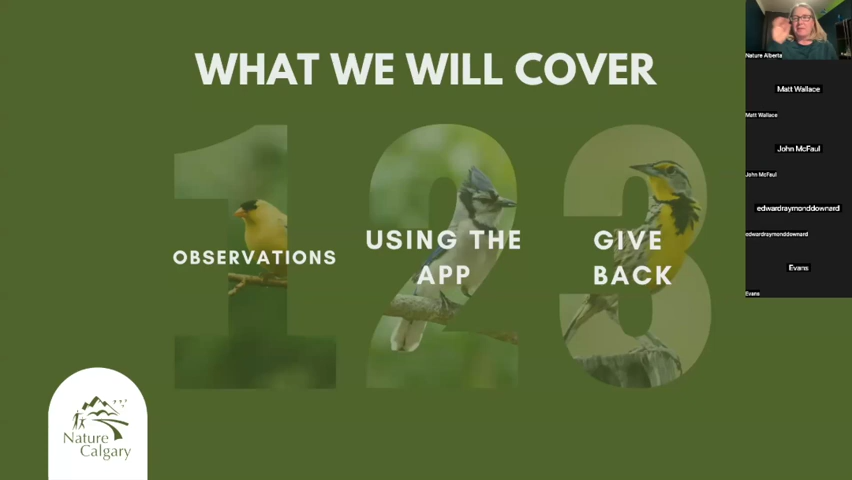 WHAT WE WILL COVER
123
OBSERVATIONS
USING THE
APP
GIVE
BACK
Nature
Calgary
Nature Alberta
Matt Wallace
Matt Wallace
John McFaul
John McFaul
edwardraymonddownard
edwardraymonddownard
Evans
Evans